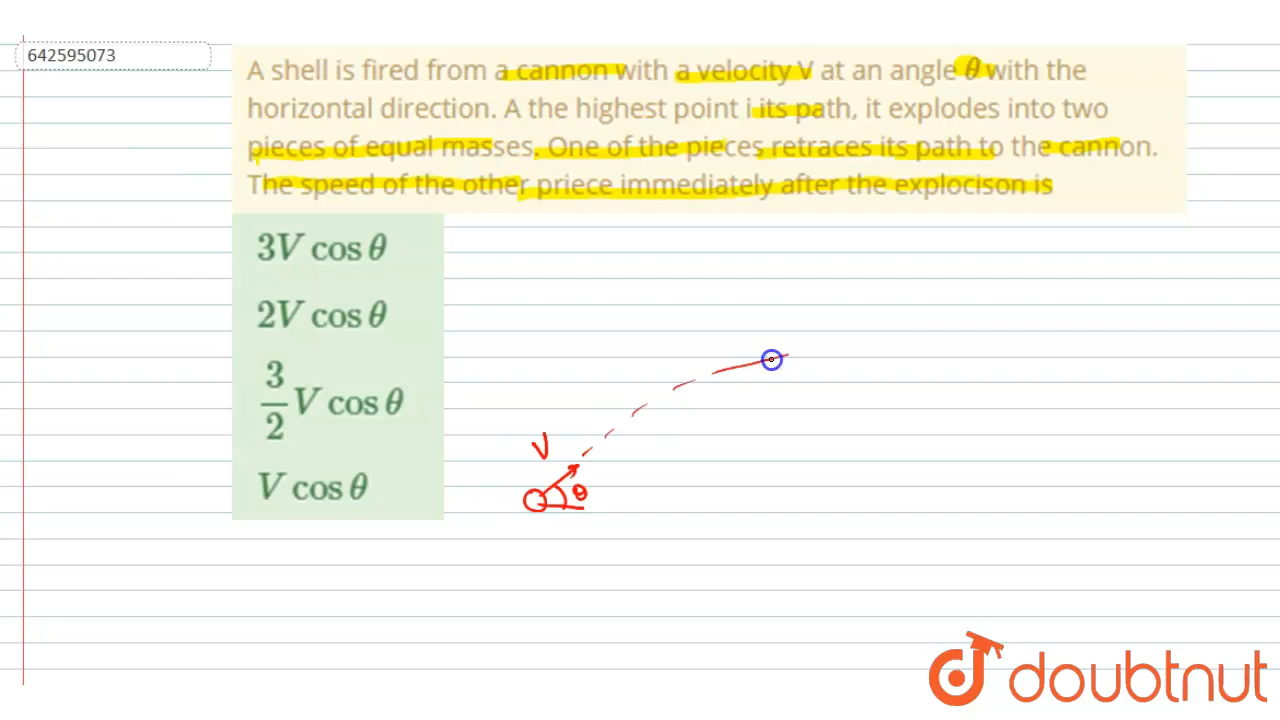 642595073
A shell is fired from a cannon with a velocity V at an angle θ with the
horizontal direction. A the highest point i its path, it explodes into two
pieces of equal masses. One of the pieces retraces its path to the cannon.
The speed of the other priece immediately after the explocison is
3V cos θ
2V cos θ
3/2 V cos θ
V cos θ
V
θ
doubtnut